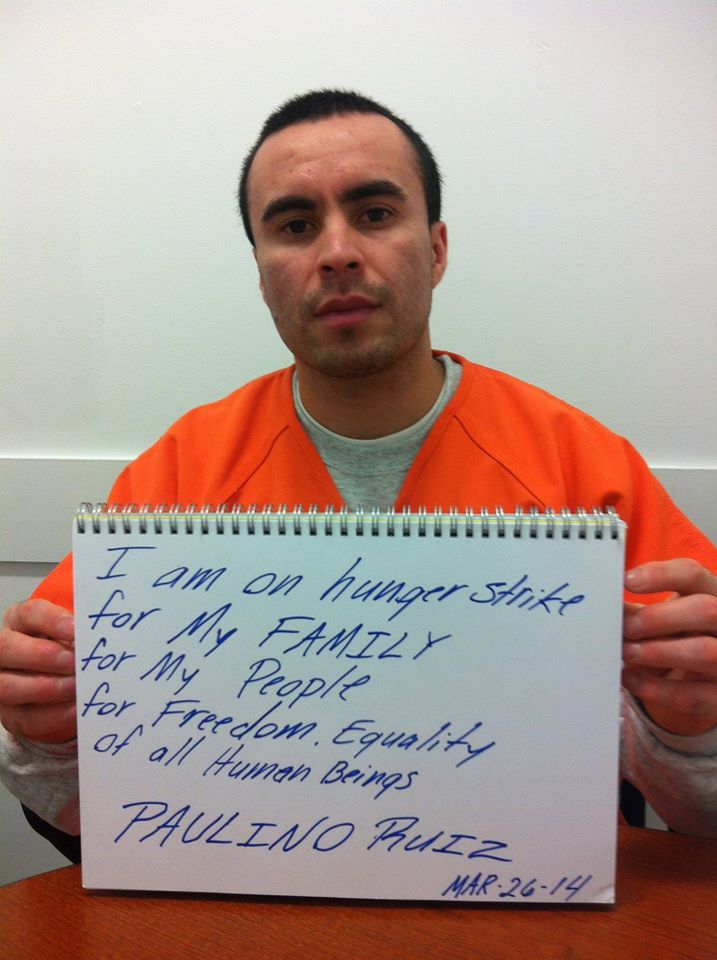 I am on hunger strike
for My FAMILY
for My People
for Freedom. Equality
of all Human Beings
PAULINO RUIZ
MAR-26-14